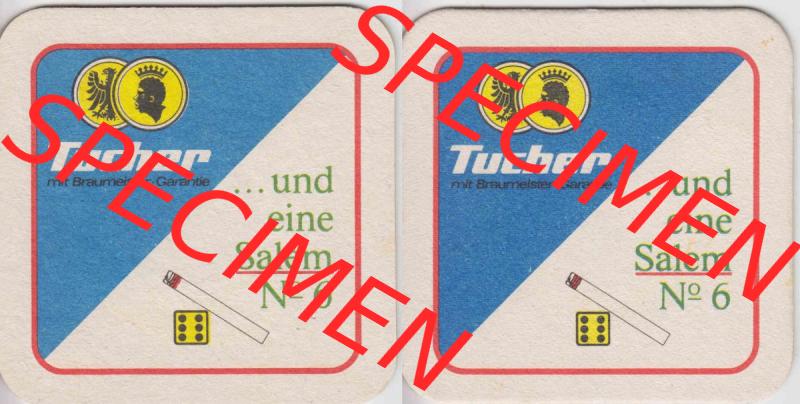 Tucher
mit Braumeister-Garantie
... und
eine
Salem
Nº 6
SPECIMEN
Tucher
mit Braumeister-Garantie
... und
eine
Salem
Nº 6
SPECIMEN